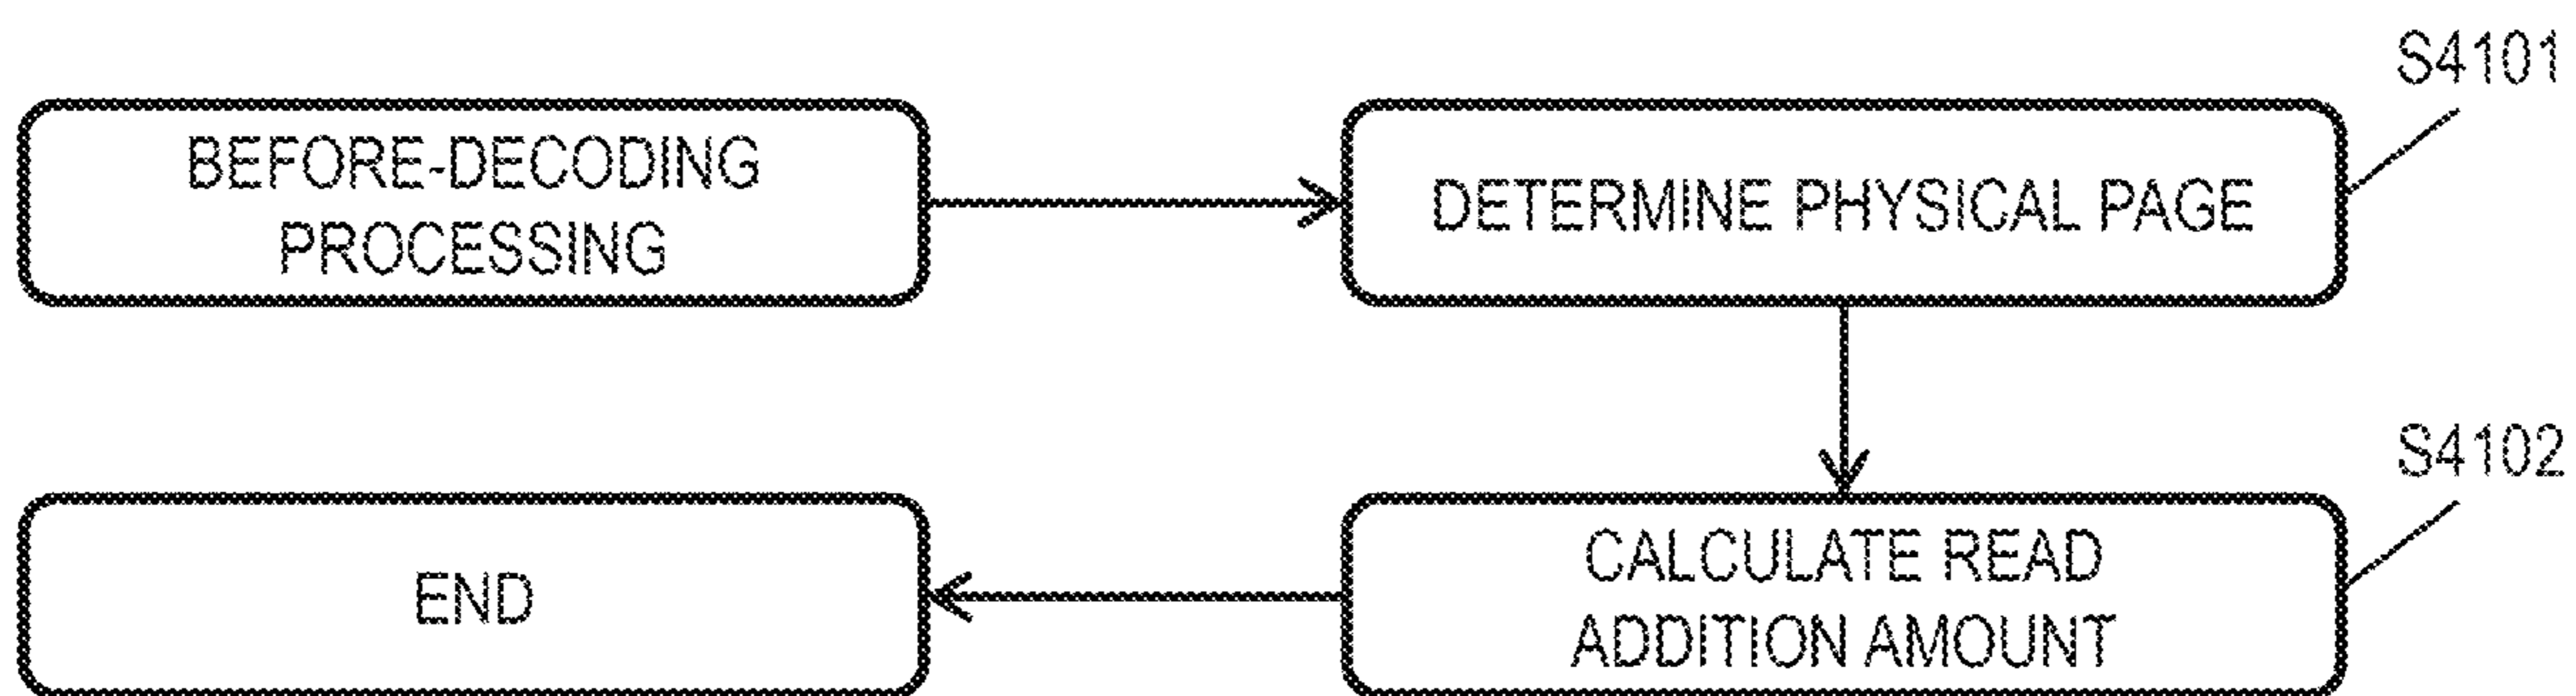 S4101
BEFORE-DECODING
PROCESSING
DETERMINE PHYSICAL PAGE
S4102
CALCULATE READ
ADDITION AMOUNT
END